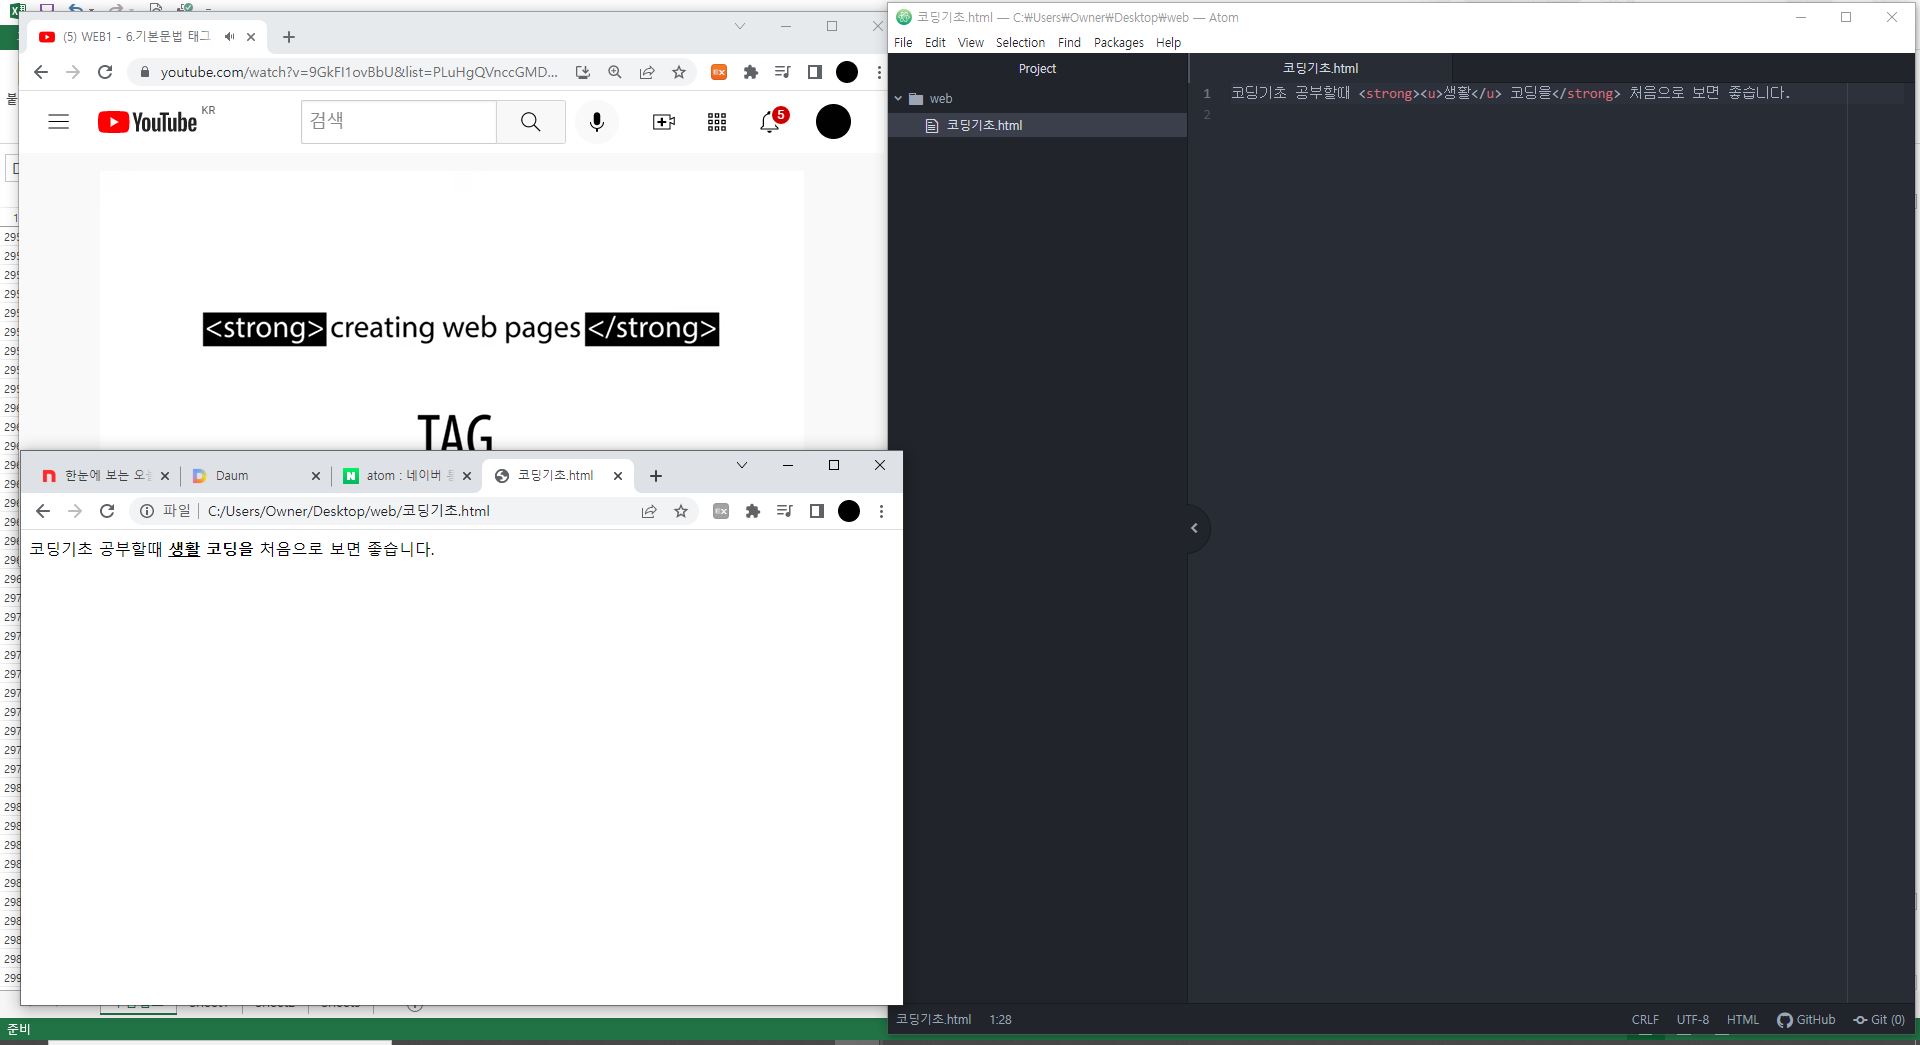 (5) WEB1 - 6.기본문법 태그
youtube.com/watch?v=9GkFI1ovBbU&list=PLuHgQVnccGMD...
YouTube KR
검색
5
<strong>creating web pages</strong>
TAG
한눈에 보는 오
Daum
atom : 네이버
코딩기초.html
파일 C:/Users/Owner/Desktop/web/코딩기초.html
코딩기초 공부할때 생활 코딩을 처음으로 보면 좋습니다.
준비
코딩기초.html — C:₩Users₩Owner₩Desktop₩web — Atom
File Edit View Selection Find Packages Help
Project
web
코딩기초.html
코딩기초.html
1 코딩기초 공부할때 <strong><u>생활</u> 코딩을</strong> 처음으로 보면 좋습니다.
2
코딩기초.html 1:28
CRLF UTF-8 HTML GitHub Git (0)